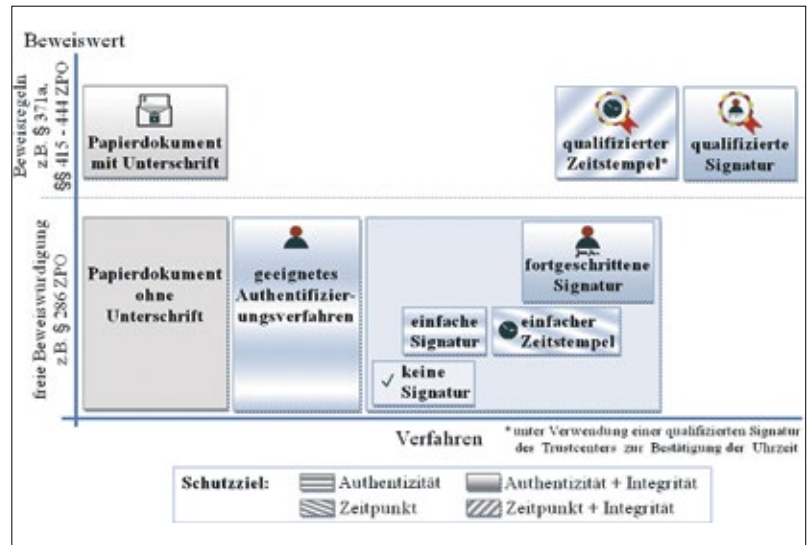 Beweiswert
Beweisregeln
z.B. § 371a,
§§ 415 - 444 ZPO
Papierdokument
mit Unterschrift
qualifizierter
Zeitstempel*
qualifizierte
Signatur
freie Beweiswürdigung
z.B. § 286 ZPO
Papierdokument
ohne
Unterschrift
geeignetes
Authentifizier-
ungsverfahren
fortgeschrittene
Signatur
einfache
Signatur
einfacher
Zeitstempel
keine
Signatur
Verfahren
*unter Verwendung einer qualifizierten Signatur
des Trustcenters zur Bestätigung der Uhrzeit
Schutzziel:
Authentizität
Authentizität + Integrität
Zeitpunkt
Zeitpunkt + Integrität